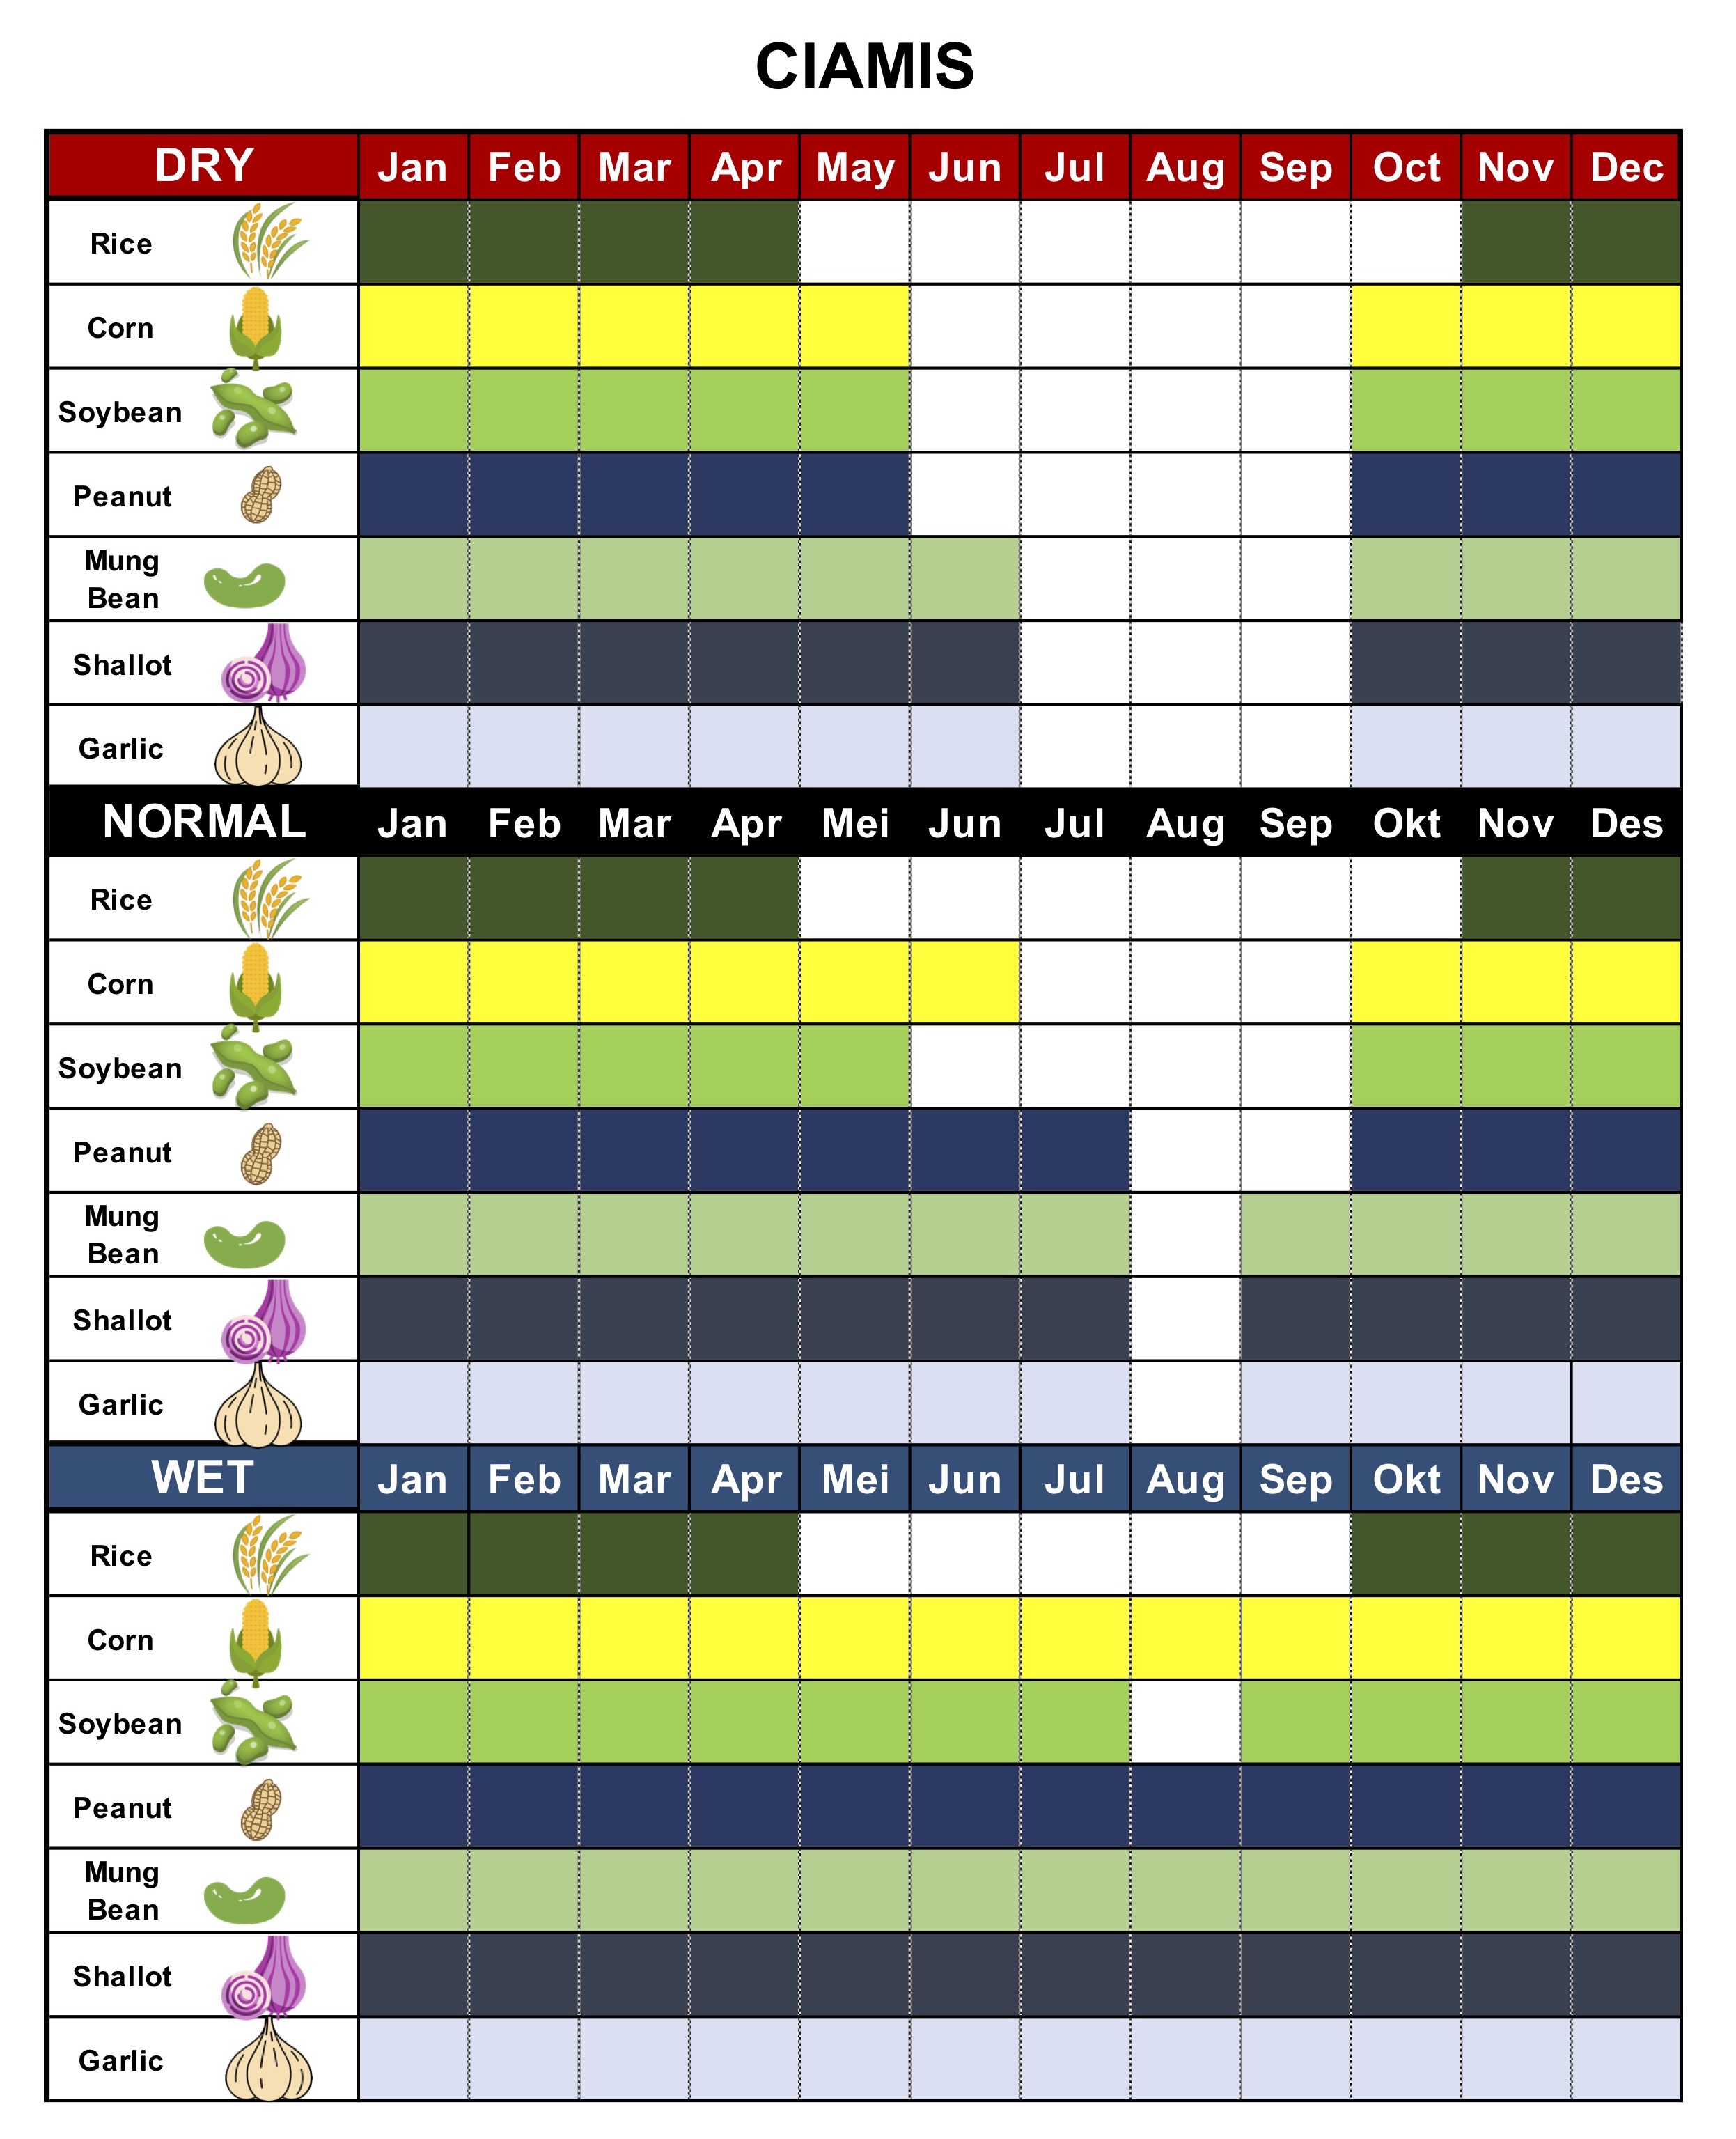 CIAMIS
DRY Jan Feb Mar Apr May Jun Jul Aug Sep Oct Nov Dec
Rice
Corn
Soybean
Peanut
Mung
Bean
Shallot
Garlic
NORMAL Jan Feb Mar Apr Mei Jun Jul Aug Sep Okt Nov Des
Rice
Corn
Soybean
Peanut
Mung
Bean
Shallot
Garlic
WET Jan Feb Mar Apr Mei Jun Jul Aug Sep Okt Nov Des
Rice
Corn
Soybean
Peanut
Mung
Bean
Shallot
Garlic